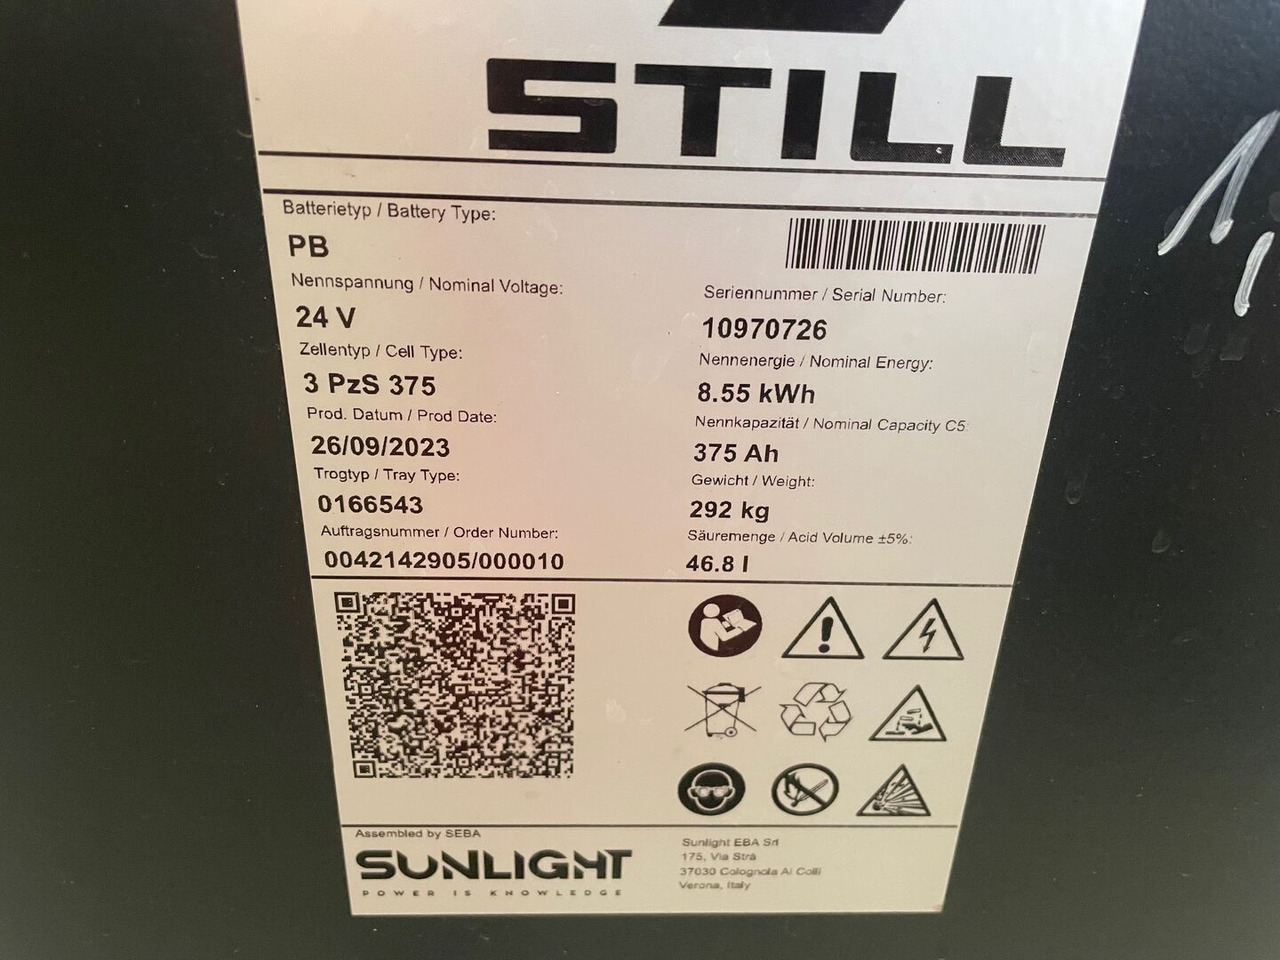 STILL
Batterietyp / Battery Type:
PB
Nennspannung / Nominal Voltage:
24 V
Zellentyp / Cell Type:
3 PzS 375
Prod. Datum / Prod Date:
26/09/2023
Trogtyp / Tray Type:
0166543
Auftragsnummer / Order Number:
0042142905/000010
Seriennummer / Serial Number:
10970726
Nennenergie / Nominal Energy:
8.55 kWh
Nennkapazität / Nominal Capacity C5:
375 Ah
Gewicht / Weight:
292 kg
Säuremenge / Acid Volume ±5%:
46.8 l
Assembled by SEBA
SUNLIGHT
POWER IS KNOWLEDGE
Sunlight EBA Srl
175, Via Strà
37030 Colognola Ai Colli
Verona, Italy